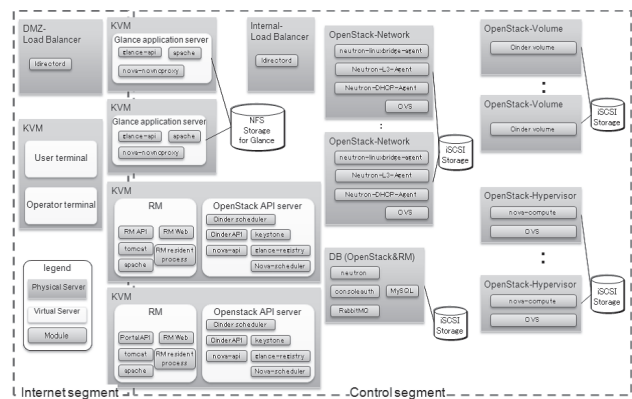 DMZ-
Load Balancer
ldirectord
KVM
User terminal
Operator terminal
legend
Physical Server
Virtual Server
Module
KVM
Glance application server
glance-api
apache
nova-novncproxy
KVM
Glance application server
glance-api
apache
nova-novncproxy
NFS
Storage
for Glance
Internal-
Load Balancer
ldirectord
KVM
RM
RM API
RM Web
tomcat
RM resident
process
apache
OpenStack API server
Cinder scheduler
Cinder API
keystone
nova-api
glance-registry
Nova-scheduler
KVM
RM
PortalAPI
RM Web
tomcat
RM resident
process
apache
Openstack API server
Cinder scheduler
Cinder API
keystone
nova-api
glance-registry
Nova-scheduler
OpenStack-Network
neutron-linuxbridge-agent
Neutron-L3-Agent
Neutron-DHCP-Agent
OVS
:
OpenStack-Network
neutron-linuxbridge-agent
Neutron-L3-Agent
Neutron-DHCP-Agent
OVS
iSCSI
Storage
DB (OpenStack&RM)
neutron
consoleauth
MySQL
RabbitMQ
iSCSI
Storage
OpenStack-Volume
Cinder volume
:
OpenStack-Volume
Cinder volume
iSCSI
Storage
OpenStack-Hypervisor
nova-compute
OVS
:
OpenStack-Hypervisor
nova-compute
OVS
iSCSI
Storage
Internet segment
Control segment